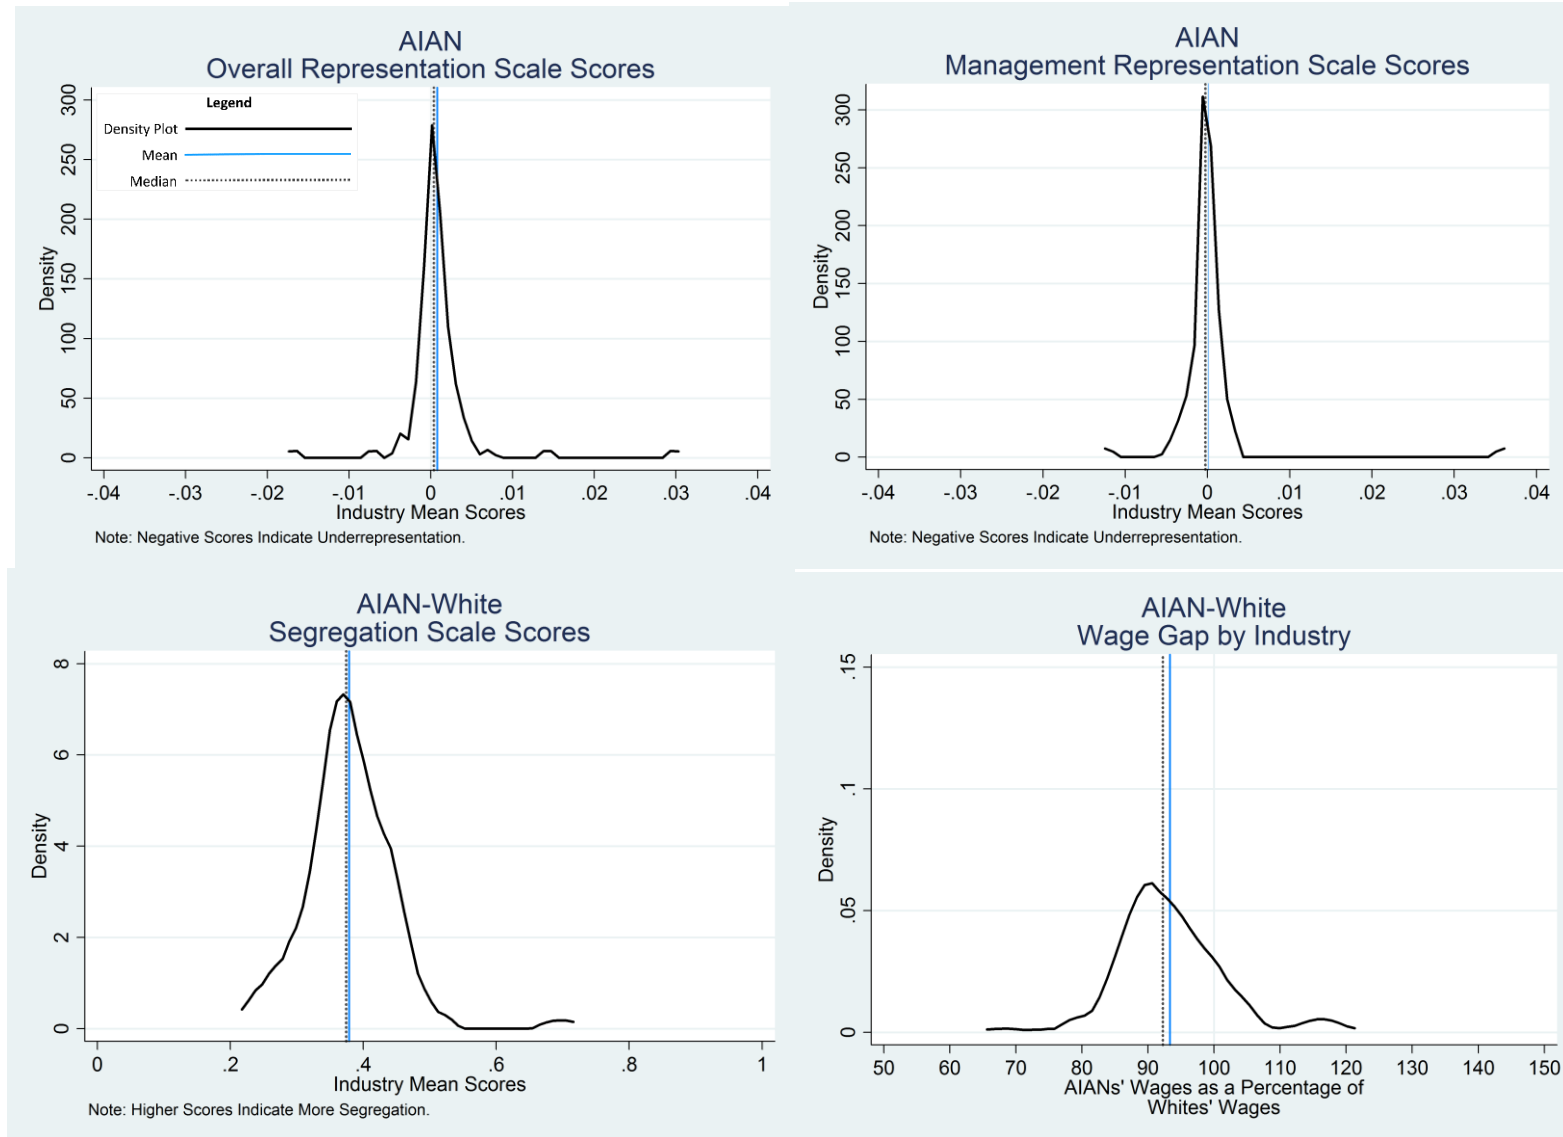 AIAN
Overall Representation Scale Scores
Legend
Density Plot
Mean
Median
Density
0
50
100
150
200
250
300
-.04
-.03
-.02
-.01
0
.01
.02
.03
.04
Industry Mean Scores
Note: Negative Scores Indicate Underrepresentation.
AIAN
Management Representation Scale Scores
Density
0
50
100
150
200
250
300
-.04
-.03
-.02
-.01
0
.01
.02
.03
.04
Industry Mean Scores
Note: Negative Scores Indicate Underrepresentation.
AIAN-White
Segregation Scale Scores
Density
0
2
4
6
8
0
.2
.4
.6
.8
1
Industry Mean Scores
Note: Higher Scores Indicate More Segregation.
AIAN-White
Wage Gap by Industry
Density
0
.05
.1
.15
50
60
70
80
90
100
110
120
130
140
150
AIANs' Wages as a Percentage of
Whites' Wages